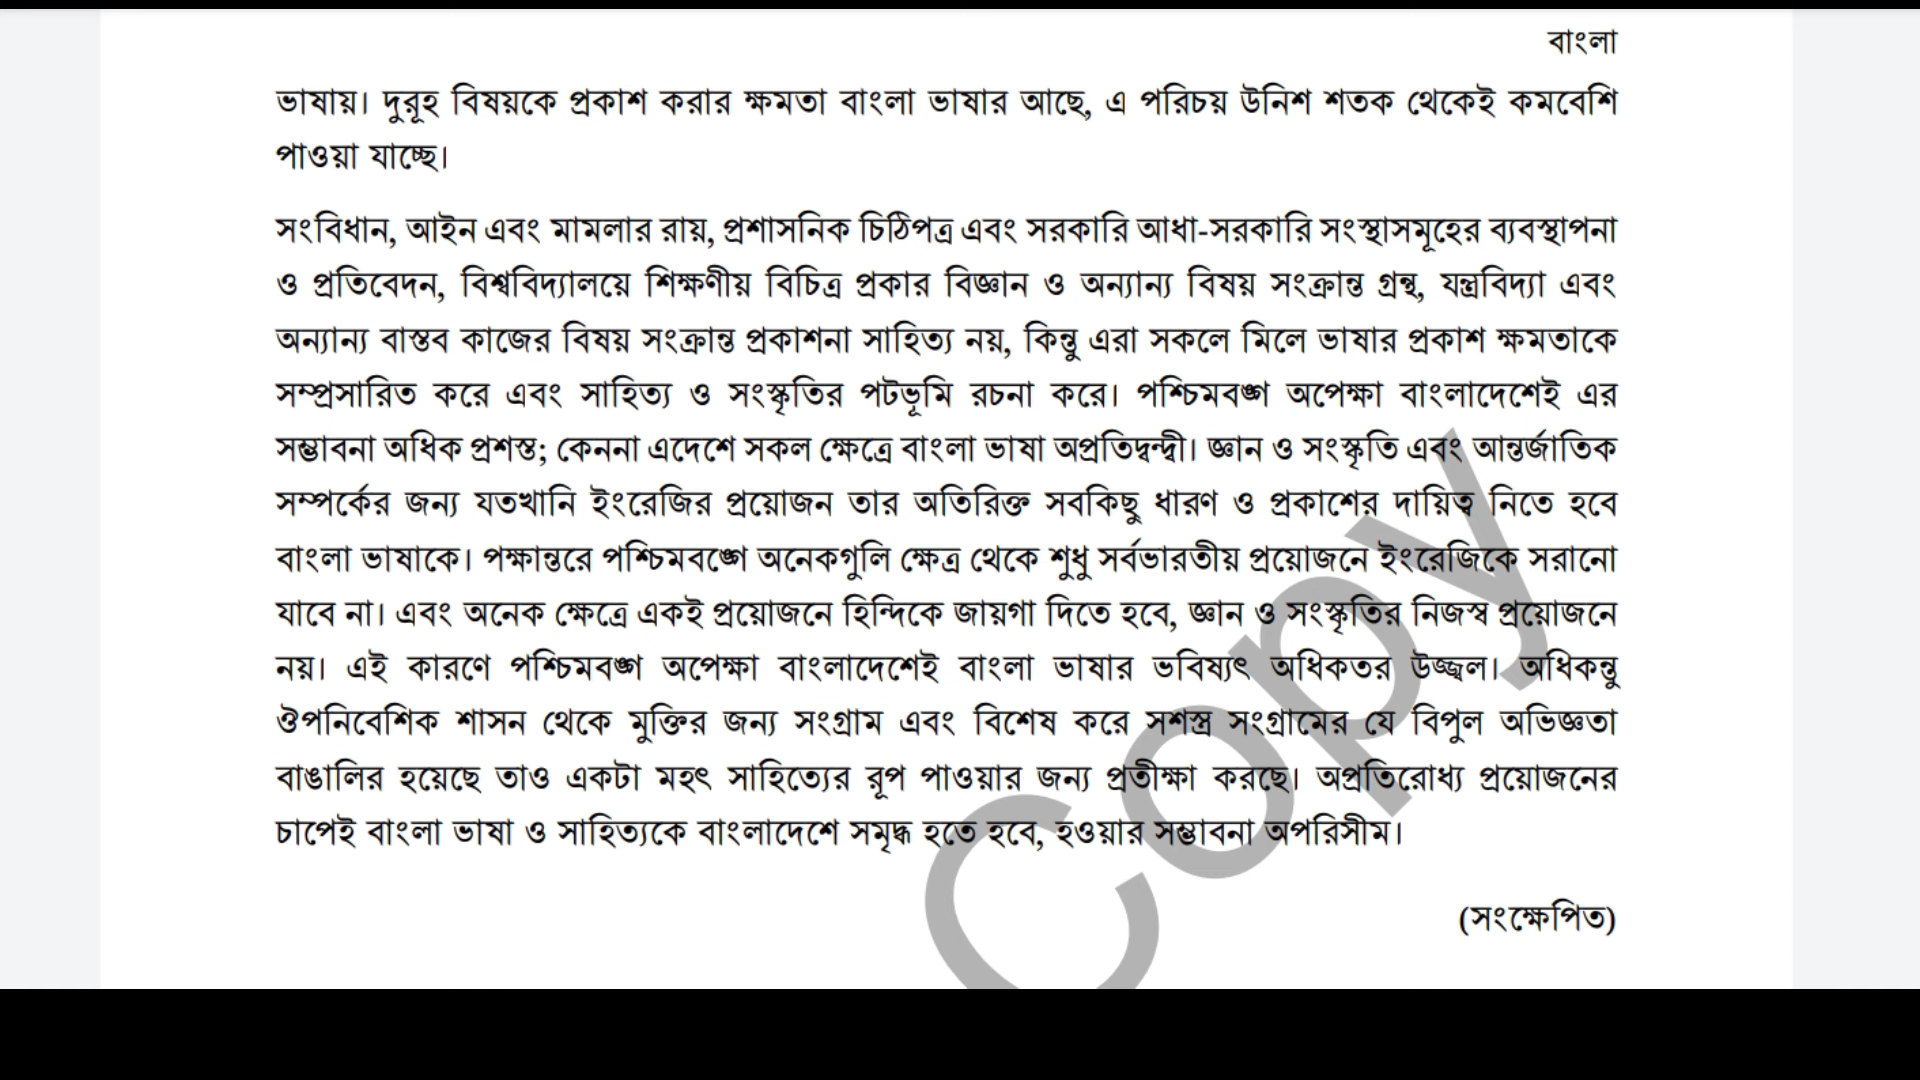 বাংলা
ভাষায়। দুরূহ বিষয়কে প্রকাশ করার ক্ষমতা বাংলা ভাষার আছে, এ পরিচয় উনিশ শতক থেকেই কমবেশি
পাওয়া যাচ্ছে।
সংবিধান, আইন এবং মামলার রায়, প্রশাসনিক চিঠিপত্র এবং সরকারি আধা-সরকারি সংস্থাসমূহের ব্যবস্থাপনা
ও প্রতিবেদন, বিশ্ববিদ্যালয়ে শিক্ষণীয় বিচিত্র প্রকার বিজ্ঞান ও অন্যান্য বিষয় সংক্রান্ত গ্রন্থ, যন্ত্রবিদ্যা এবং
অন্যান্য বাস্তব কাজের বিষয় সংক্রান্ত প্রকাশনা সাহিত্য নয়, কিন্তু এরা সকলে মিলে ভাষার প্রকাশ ক্ষমতাকে
সম্প্রসারিত করে এবং সাহিত্য ও সংস্কৃতির পটভূমি রচনা করে। পশ্চিমবঙ্গ অপেক্ষা বাংলাদেশেই এর
সম্ভাবনা অধিক প্রশস্ত; কেননা এদেশে সকল ক্ষেত্রে বাংলা ভাষা অপ্রতিদ্বন্দ্বী। জ্ঞান ও সংস্কৃতি এবং আন্তর্জাতিক
সম্পর্কের জন্য যতখানি ইংরেজির প্রয়োজন তার অতিরিক্ত সবকিছু ধারণ ও প্রকাশের দায়িত্ব নিতে হবে
বাংলা ভাষাকে। পক্ষান্তরে পশ্চিমবঙ্গে অনেকগুলি ক্ষেত্র থেকে শুধু সর্বভারতীয় প্রয়োজনে ইংরেজিকে সরানো
যাবে না। এবং অনেক ক্ষেত্রে একই প্রয়োজনে হিন্দিকে জায়গা দিতে হবে, জ্ঞান ও সংস্কৃতির নিজস্ব প্রয়োজনে
নয়। এই কারণে পশ্চিমবঙ্গ অপেক্ষা বাংলাদেশেই বাংলা ভাষার ভবিষ্যৎ অধিকতর উজ্জ্বল। অধিকন্তু
ঔপনিবেশিক শাসন থেকে মুক্তির জন্য সংগ্রাম এবং বিশেষ করে সশস্ত্র সংগ্রামের যে বিপুল অভিজ্ঞতা
বাঙালির হয়েছে তাও একটা মহৎ সাহিত্যের রূপ পাওয়ার জন্য প্রতীক্ষা করছে। অপ্রতিরোধ্য প্রয়োজনের
চাপেই বাংলা ভাষা ও সাহিত্যকে বাংলাদেশে সমৃদ্ধ হতে হবে, হওয়ার সম্ভাবনা অপরিসীম।
(সংক্ষেপিত)
Copy